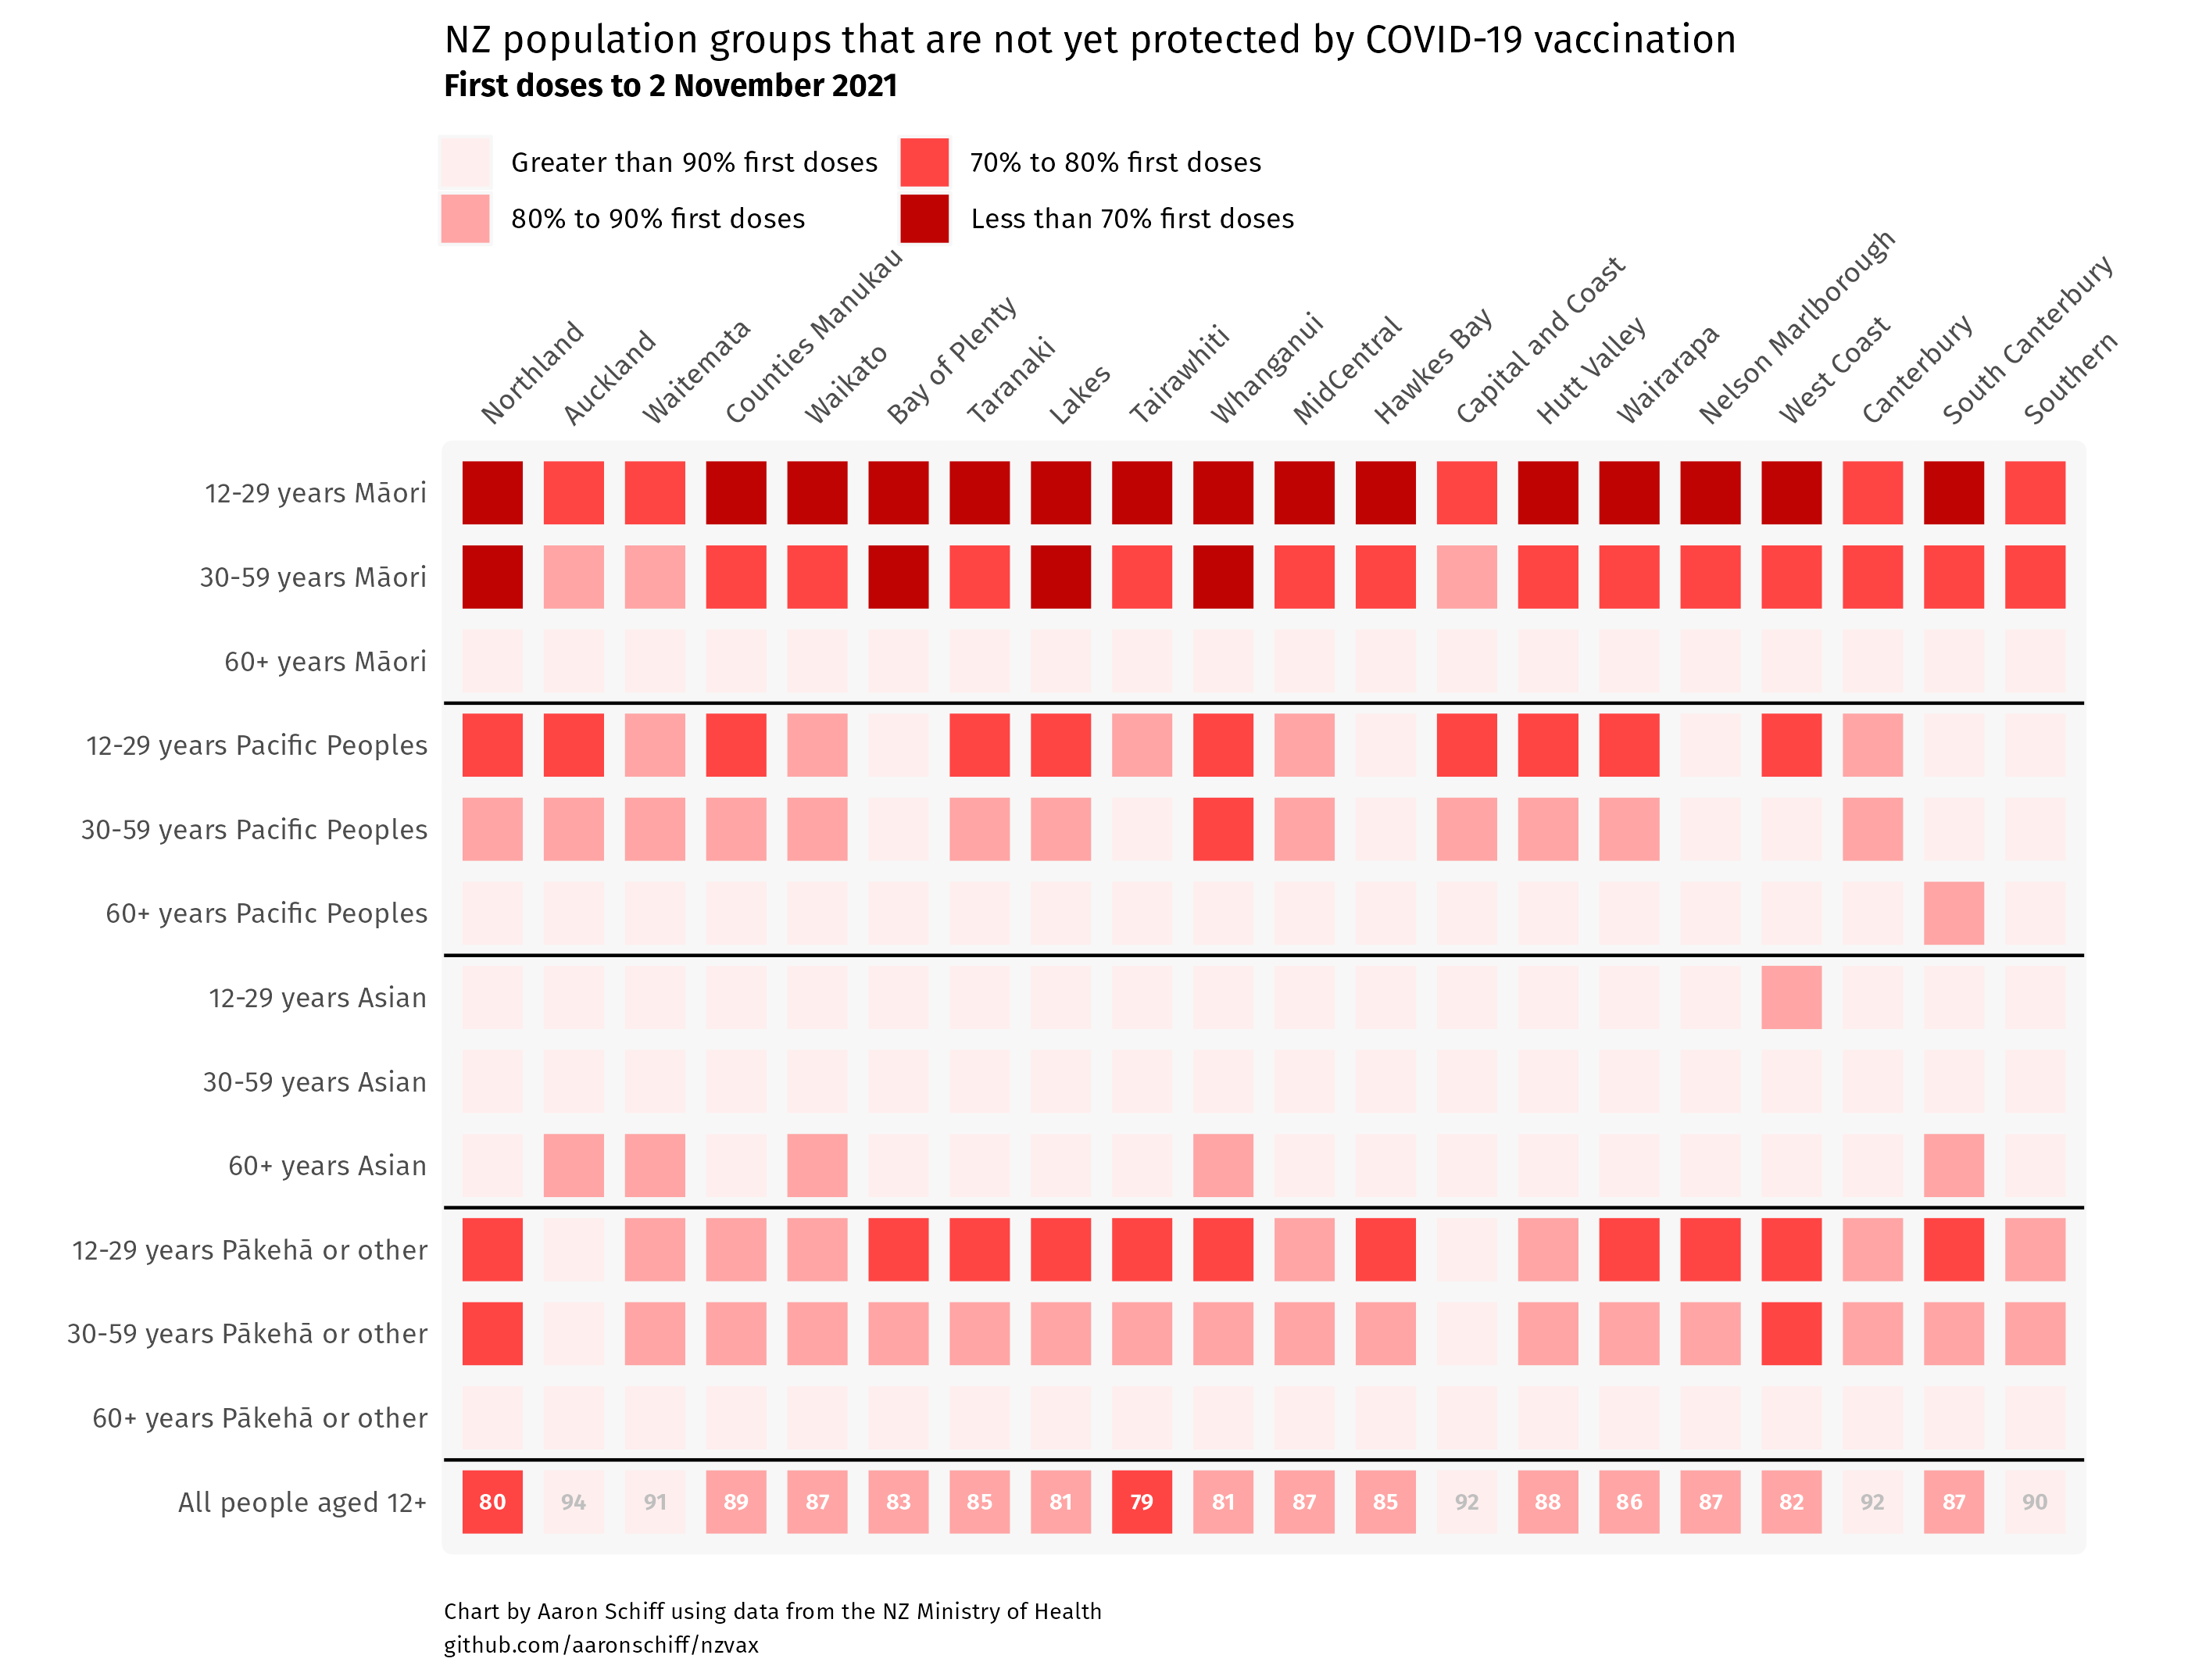 NZ population groups that are not yet protected by COVID-19 vaccination
First doses to 2 November 2021
Greater than 90% first doses
70% to 80% first doses
80% to 90% first doses
Less than 70% first doses
Northland
Auckland
Waitemata
Counties Manukau
Waikato
Bay of Plenty
Taranaki
Lakes
Tairawhiti
Whanganui
MidCentral
Hawkes Bay
Capital and Coast
Hutt Valley
Wairarapa
Nelson Marlborough
West Coast
Canterbury
South Canterbury
Southern
12-29 years Māori
30-59 years Māori
60+ years Māori
12-29 years Pacific Peoples
30-59 years Pacific Peoples
60+ years Pacific Peoples
12-29 years Asian
30-59 years Asian
60+ years Asian
12-29 years Pākehā or other
30-59 years Pākehā or other
60+ years Pākehā or other
All people aged 12+ 80 94 91 89 87 83 85 81 79 81 87 85 92 88 86 87 82 92 87 90
Chart by Aaron Schiff using data from the NZ Ministry of Health
github.com/aaronschiff/nzvax